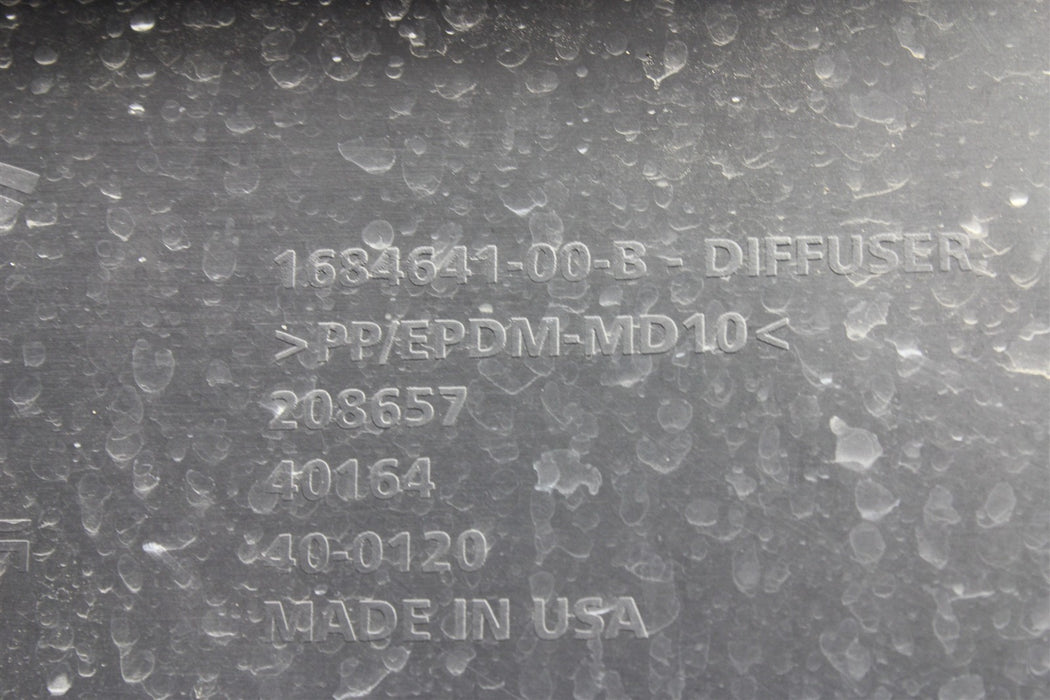 1684641-00-B - DIFFUSER
>PP/EPDM-MD10<
208657
40164
40-0120
MADE IN USA